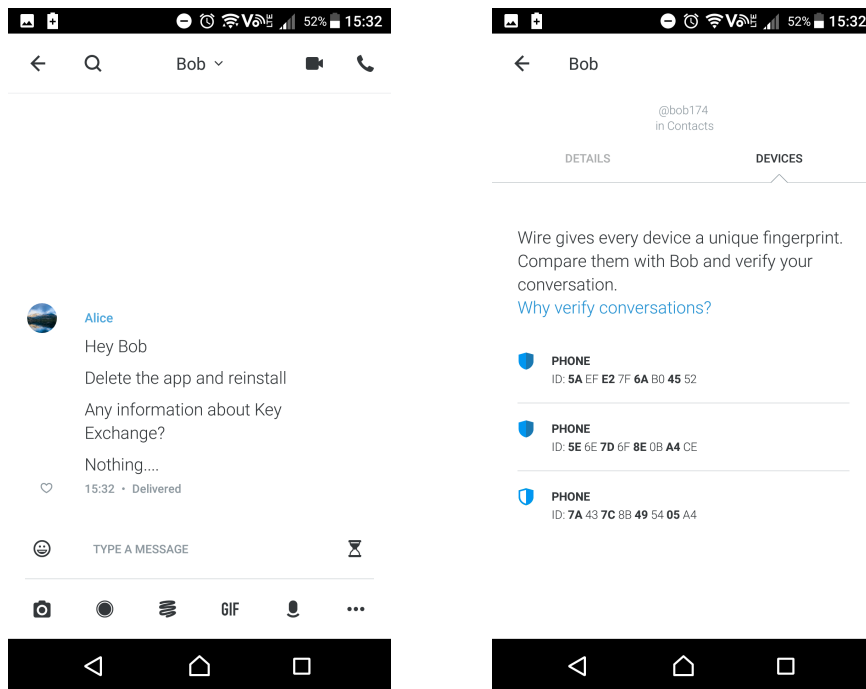 52% 15:32
Bob
Alice
Hey Bob
Delete the app and reinstall
Any information about Key
Exchange?
Nothing....
15:32 • Delivered
TYPE A MESSAGE
GIF
52% 15:32
Bob
@bob174
in Contacts
DETAILS DEVICES
Wire gives every device a unique fingerprint.
Compare them with Bob and verify your
conversation.
Why verify conversations?
PHONE
ID: 5A EF E2 7F 6A B0 45 52
PHONE
ID: 5E 6E 7D 6F 8E 0B A4 CE
PHONE
ID: 7A 43 7C 8B 49 54 05 A4